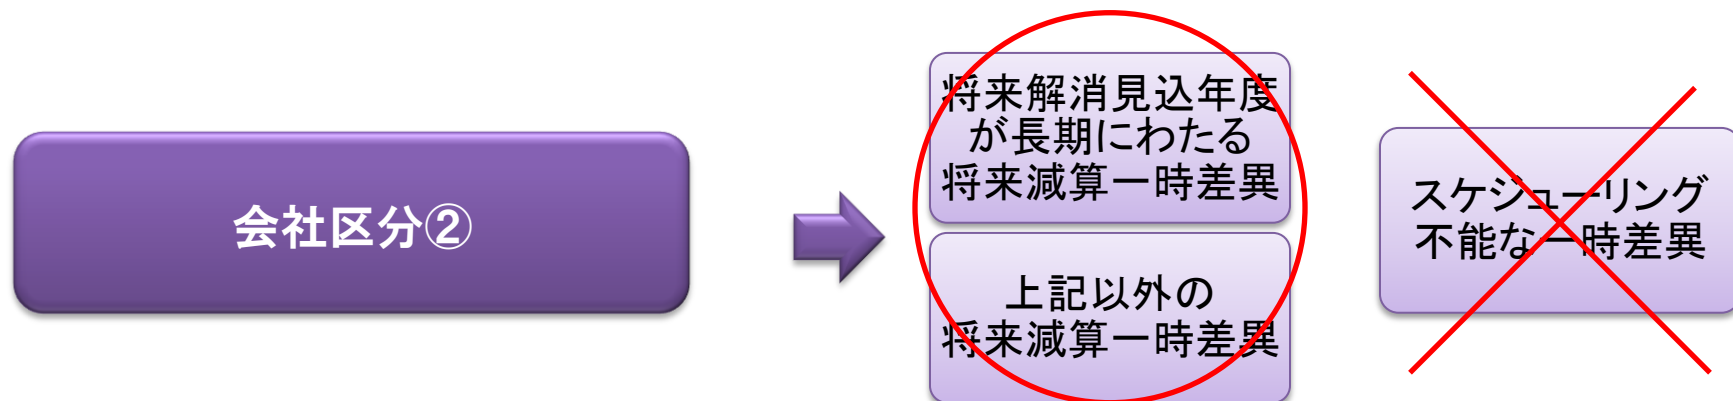 会社区分②
将来解消見込年度
が長期にわたる
将来減算一時差異
上記以外の
将来減算一時差異
スケジューリング
不能な一時差異